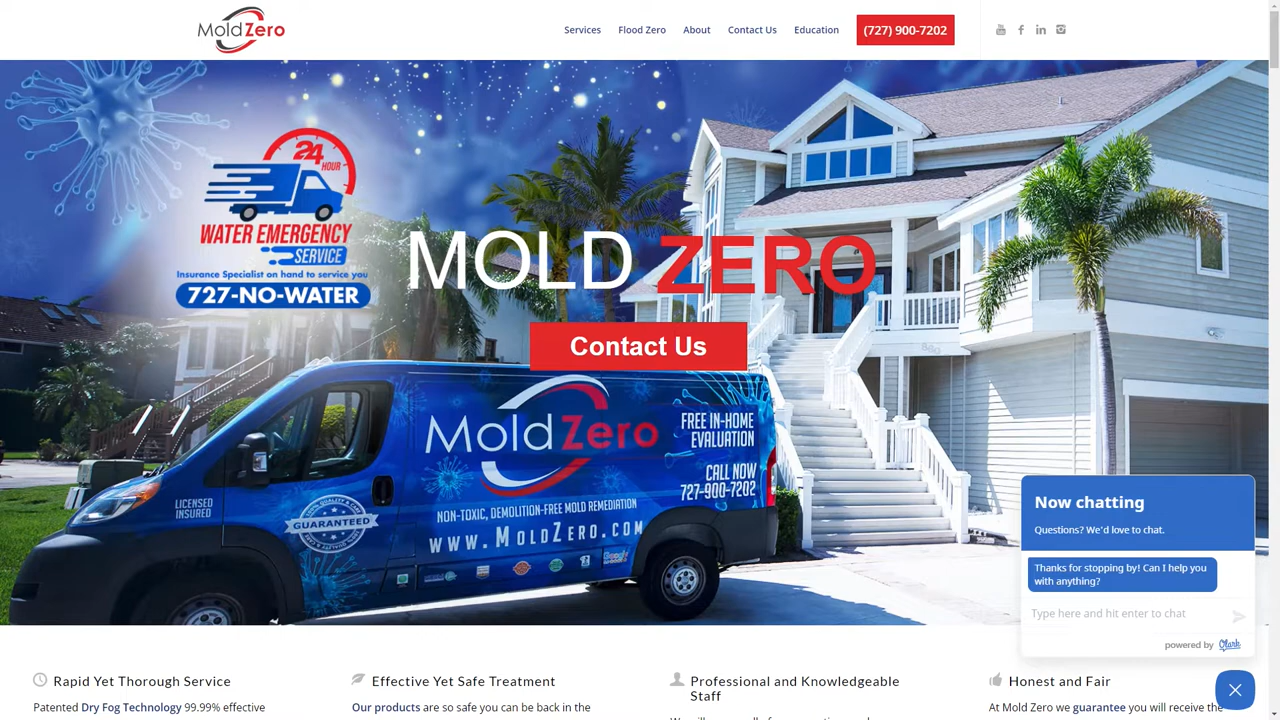 MoldZero
Services
Flood Zero
About
Contact Us
Education
(727) 900-7202
24
HOUR
WATER EMERGENCY
SERVICE
Insurance Specialist on hand to service you
727-NO-WATER
MOLD ZERO
Contact Us
MoldZero
FREE IN-HOME
EVALUATION
CALL NOW
727-900-7202
LICENSED
INSURED
GUARANTEED
NON-TOXIC, DEMOLITION-FREE MOLD REMEDIATION
www.MoldZero.com
880
Now chatting
Questions? We'd love to chat.
Thanks for stopping by! Can I help you
with anything?
Type here and hit enter to chat
powered by Olark
Rapid Yet Thorough Service
Patented Dry Fog Technology 99.99% effective
Effective Yet Safe Treatment
Our products are so safe you can be back in the
Professional and Knowledgeable
Staff
Honest and Fair
At Mold Zero we guarantee you will receive the